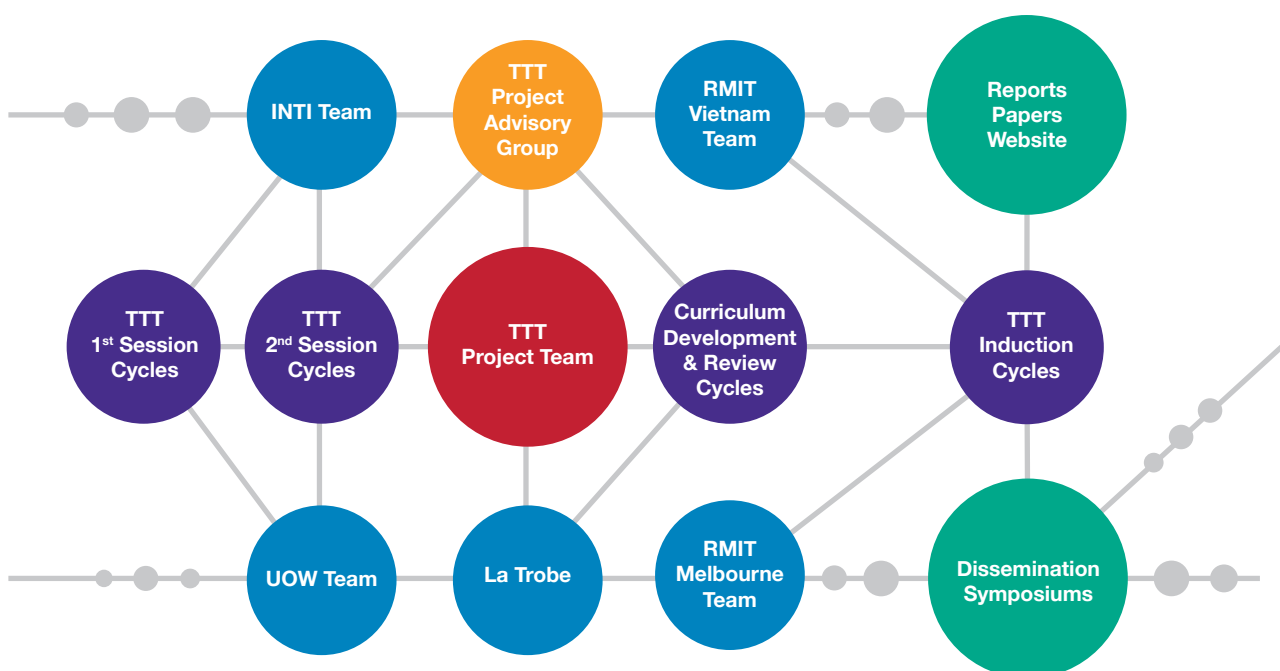 INTI Team
TTT
Project
Advisory
Group
RMIT
Vietnam
Team
Reports
Papers
Website
TTT
1st Session
Cycles
TTT
2nd Session
Cycles
TTT
Project Team
Curriculum
Development
& Review
Cycles
TTT
Induction
Cycles
UOW Team
La Trobe
RMIT
Melbourne
Team
Dissemination
Symposiums